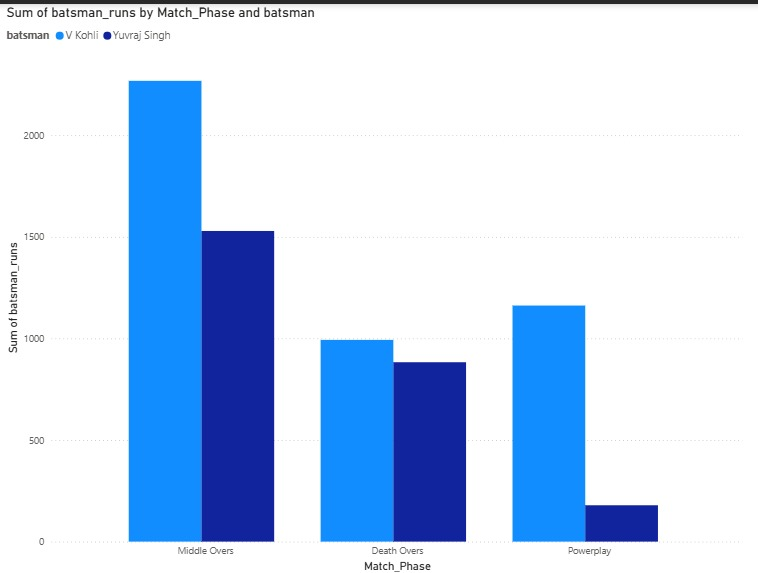 Sum of batsman_runs by Match_Phase and batsman
batsman V Kohli Yuvraj Singh
2000
1500
1000
500
0
Sum of batsman_runs
Middle Overs Death Overs Powerplay
Match_Phase